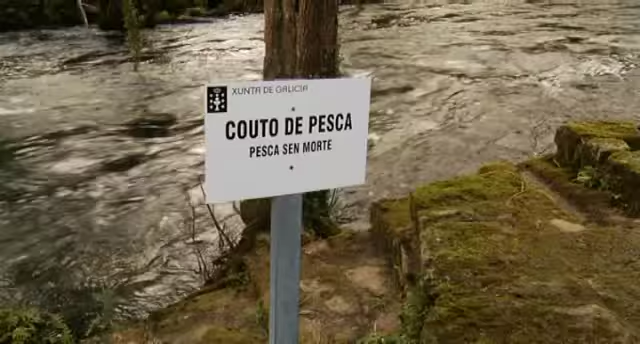 XUNTA DE GALICIA
COUTO DE PESCA
PESCA SEN MORTE